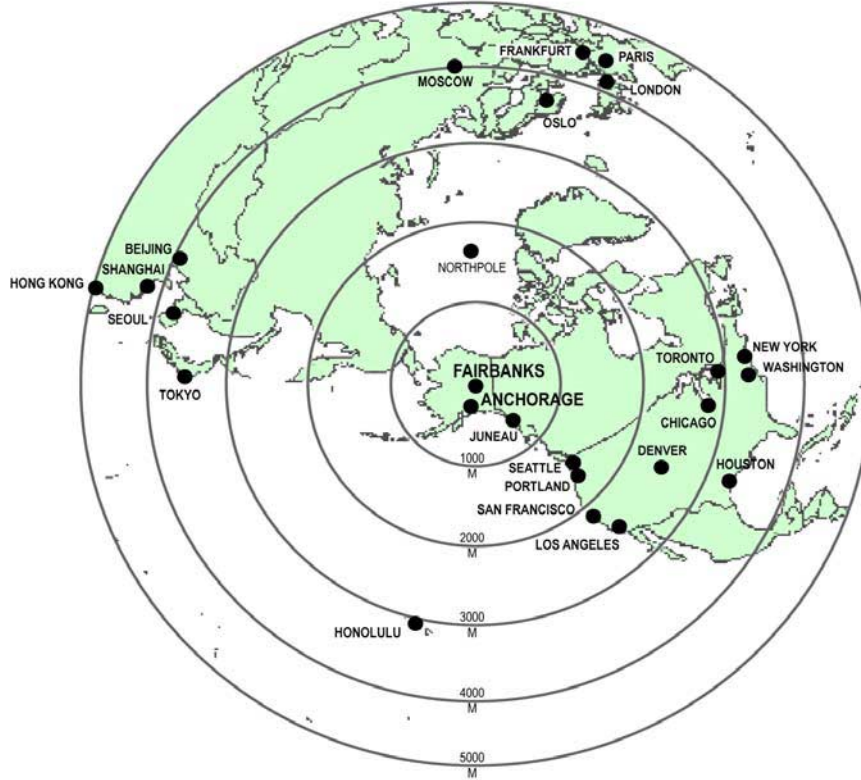 FRANKFURT
PARIS
MOSCOW
LONDON
OSLO
BEIJING
SHANGHAI
NORTHPOLE
HONG KONG
SEOUL
NEW YORK
TORONTO
WASHINGTON
FAIRBANKS
TOKYO
ANCHORAGE
CHICAGO
JUNEAU
DENVER
SEATTLE
HOUSTON
1000
M
PORTLAND
SAN FRANCISCO
LOS ANGELES
2000
M
3000
M
HONOLULU
4000
M
5000
M